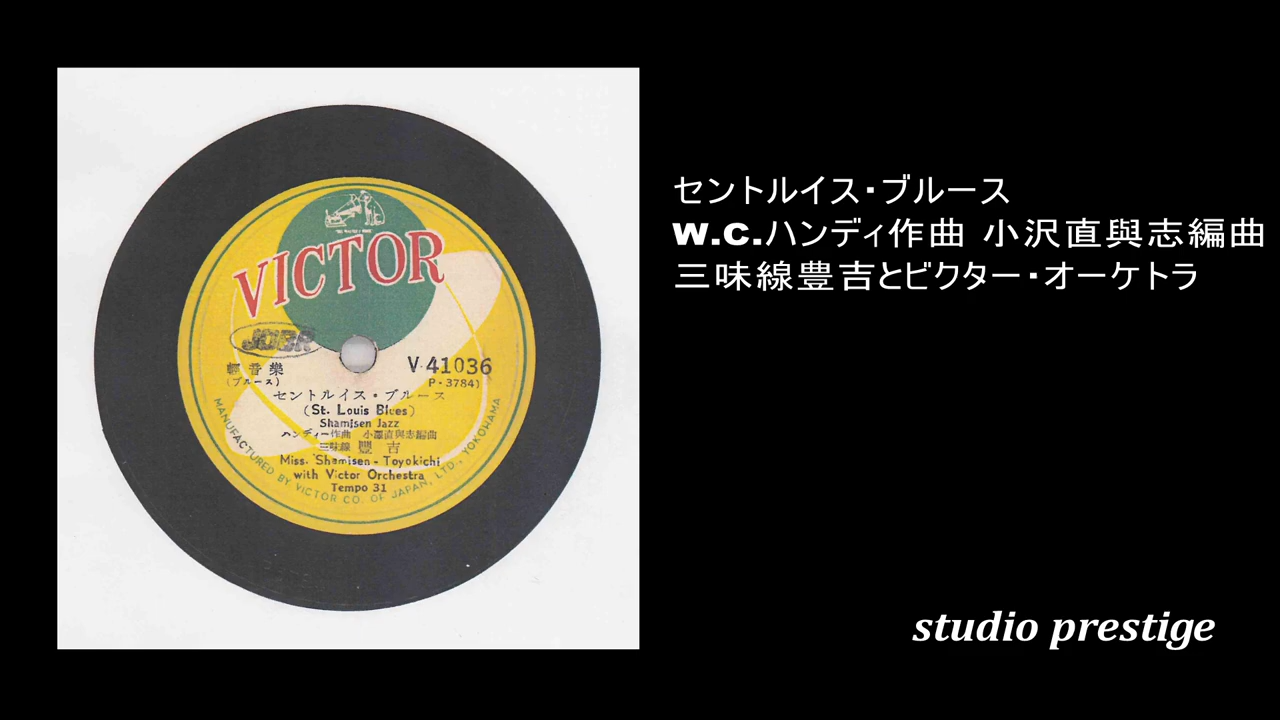 VICTOR
JOBR
輕音樂
(ブルース)
V-41036
P-3784)
セントルイス・ブルース
(St. Louis Blues)
Shamisen Jazz
ハンディー作曲 小澤直與志編曲
三味線 豐吉
Miss. Shamisen-Toyokichi
with Victor Orchestra
Tempo 31
MANUFACTURED BY VICTOR CO. OF JAPAN, LTD., YOKOHAMA
セントルイス・ブルース
W.C.ハンディ作曲 小沢直與志編曲
三味線豊吉とビクター・オーケトラ
studio prestige